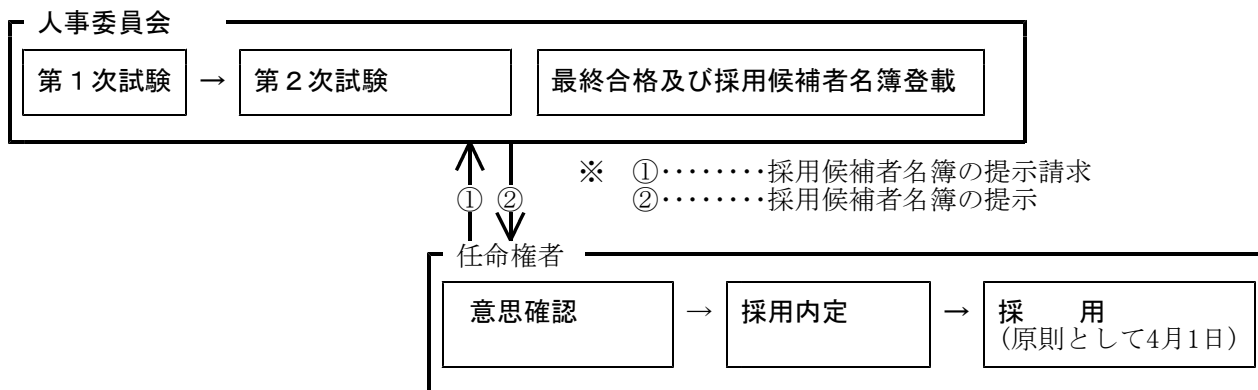 人事委員会
第１次試験 → 第２次試験 最終合格及び採用候補者名簿登載
※ ①‥‥‥‥採用候補者名簿の提示請求
②‥‥‥‥採用候補者名簿の提示
① ②
任命権者
意思確認 → 採用内定 → 採 用
(原則として4月1日)